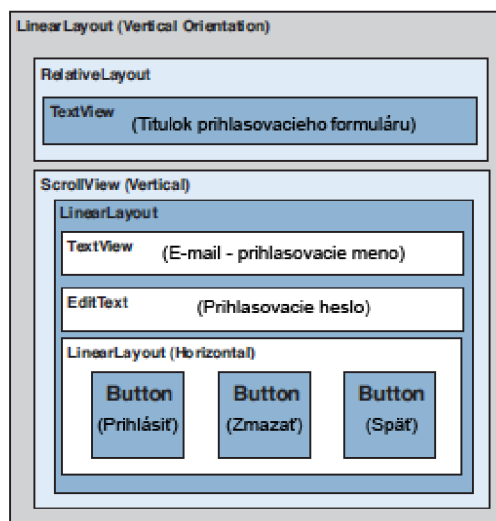 LinearLayout (Vertical Orientation)
RelativeLayout
TextView
(Titulok prihlasovacieho formuláru)
ScrollView (Vertical)
LinearLayout
TextView
(E-mail - prihlasovacie meno)
EditText
(Prihlasovacie heslo)
LinearLayout (Horizontal)
Button Button Button
(Prihlásiť) (Zmazať) (Späť)